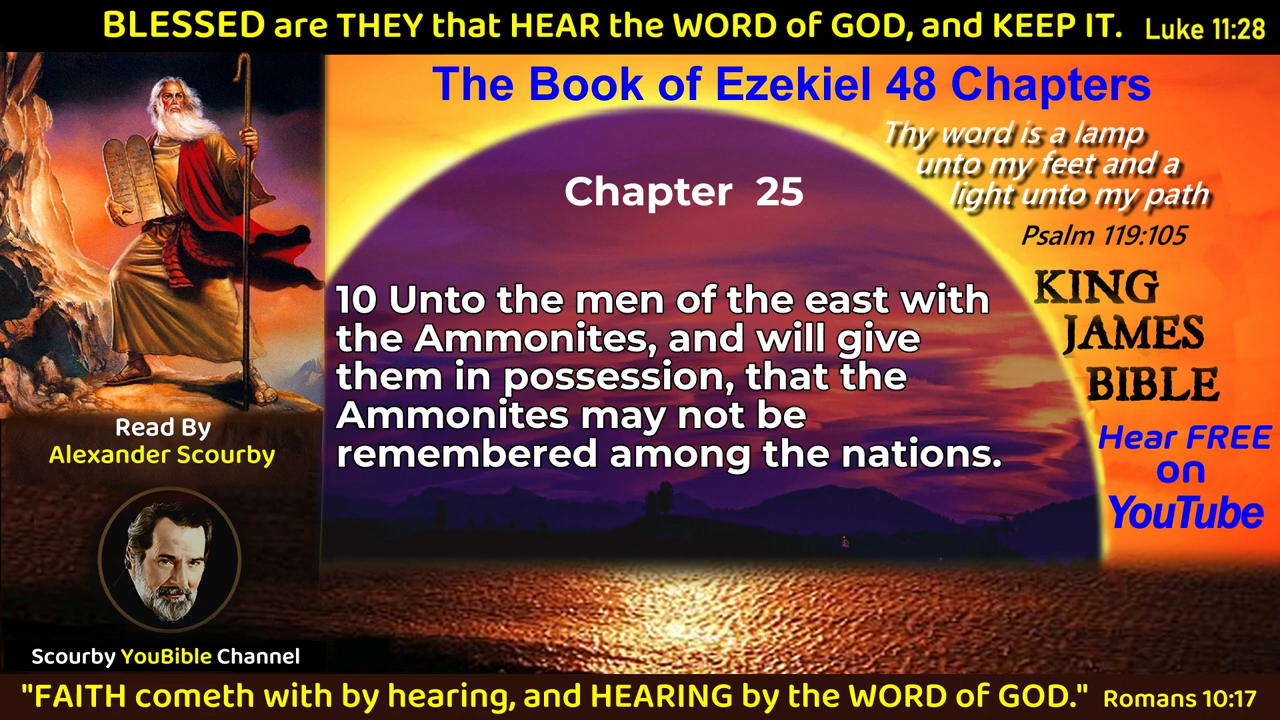 BLESSED are THEY that HEAR the WORD of GOD, and KEEP IT. Luke 11:28
The Book of Ezekiel 48 Chapters
Thy word is a lamp
unto my feet and a
light unto my path
Psalm 119:105
Chapter 25
KING
JAMES
BIBLE
10 Unto the men of the east with
the Ammonites, and will give
them in possession, that the
Ammonites may not be
remembered among the nations.
Hear FREE
on
YouTube
Read By
Alexander Scourby
Scourby YouBible Channel
"FAITH cometh with by hearing, and HEARING by the WORD of GOD." Romans 10:17